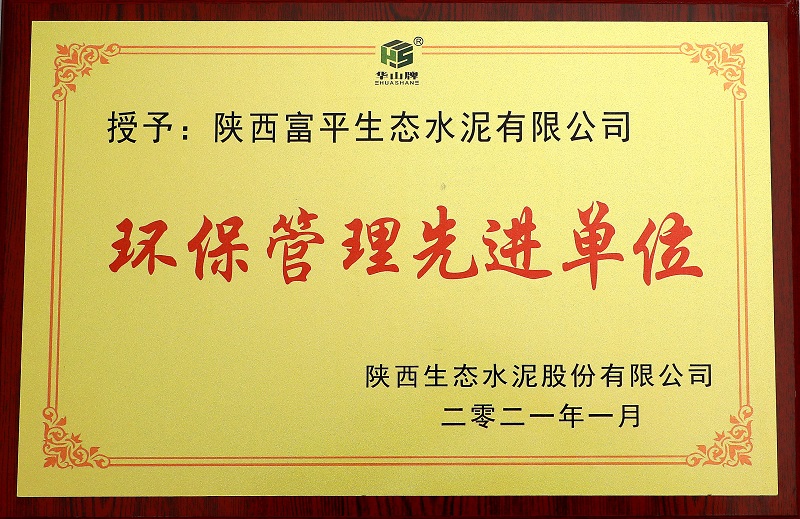 HS®
华山牌
EHUASHANE
授予：陕西富平生态水泥有限公司
环保管理先进单位
陕西生态水泥股份有限公司
二零二一年一月